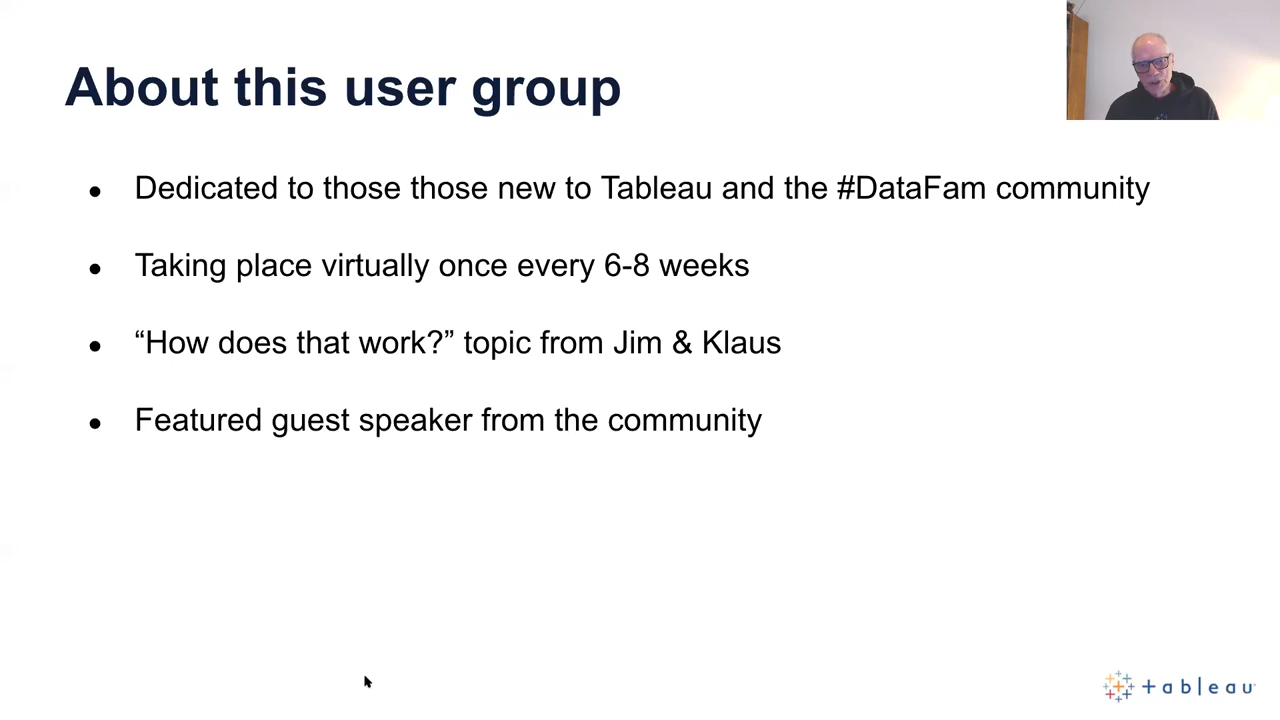 About this user group
• Dedicated to those those new to Tableau and the #DataFam community
• Taking place virtually once every 6-8 weeks
• “How does that work?” topic from Jim & Klaus
• Featured guest speaker from the community
+ableau